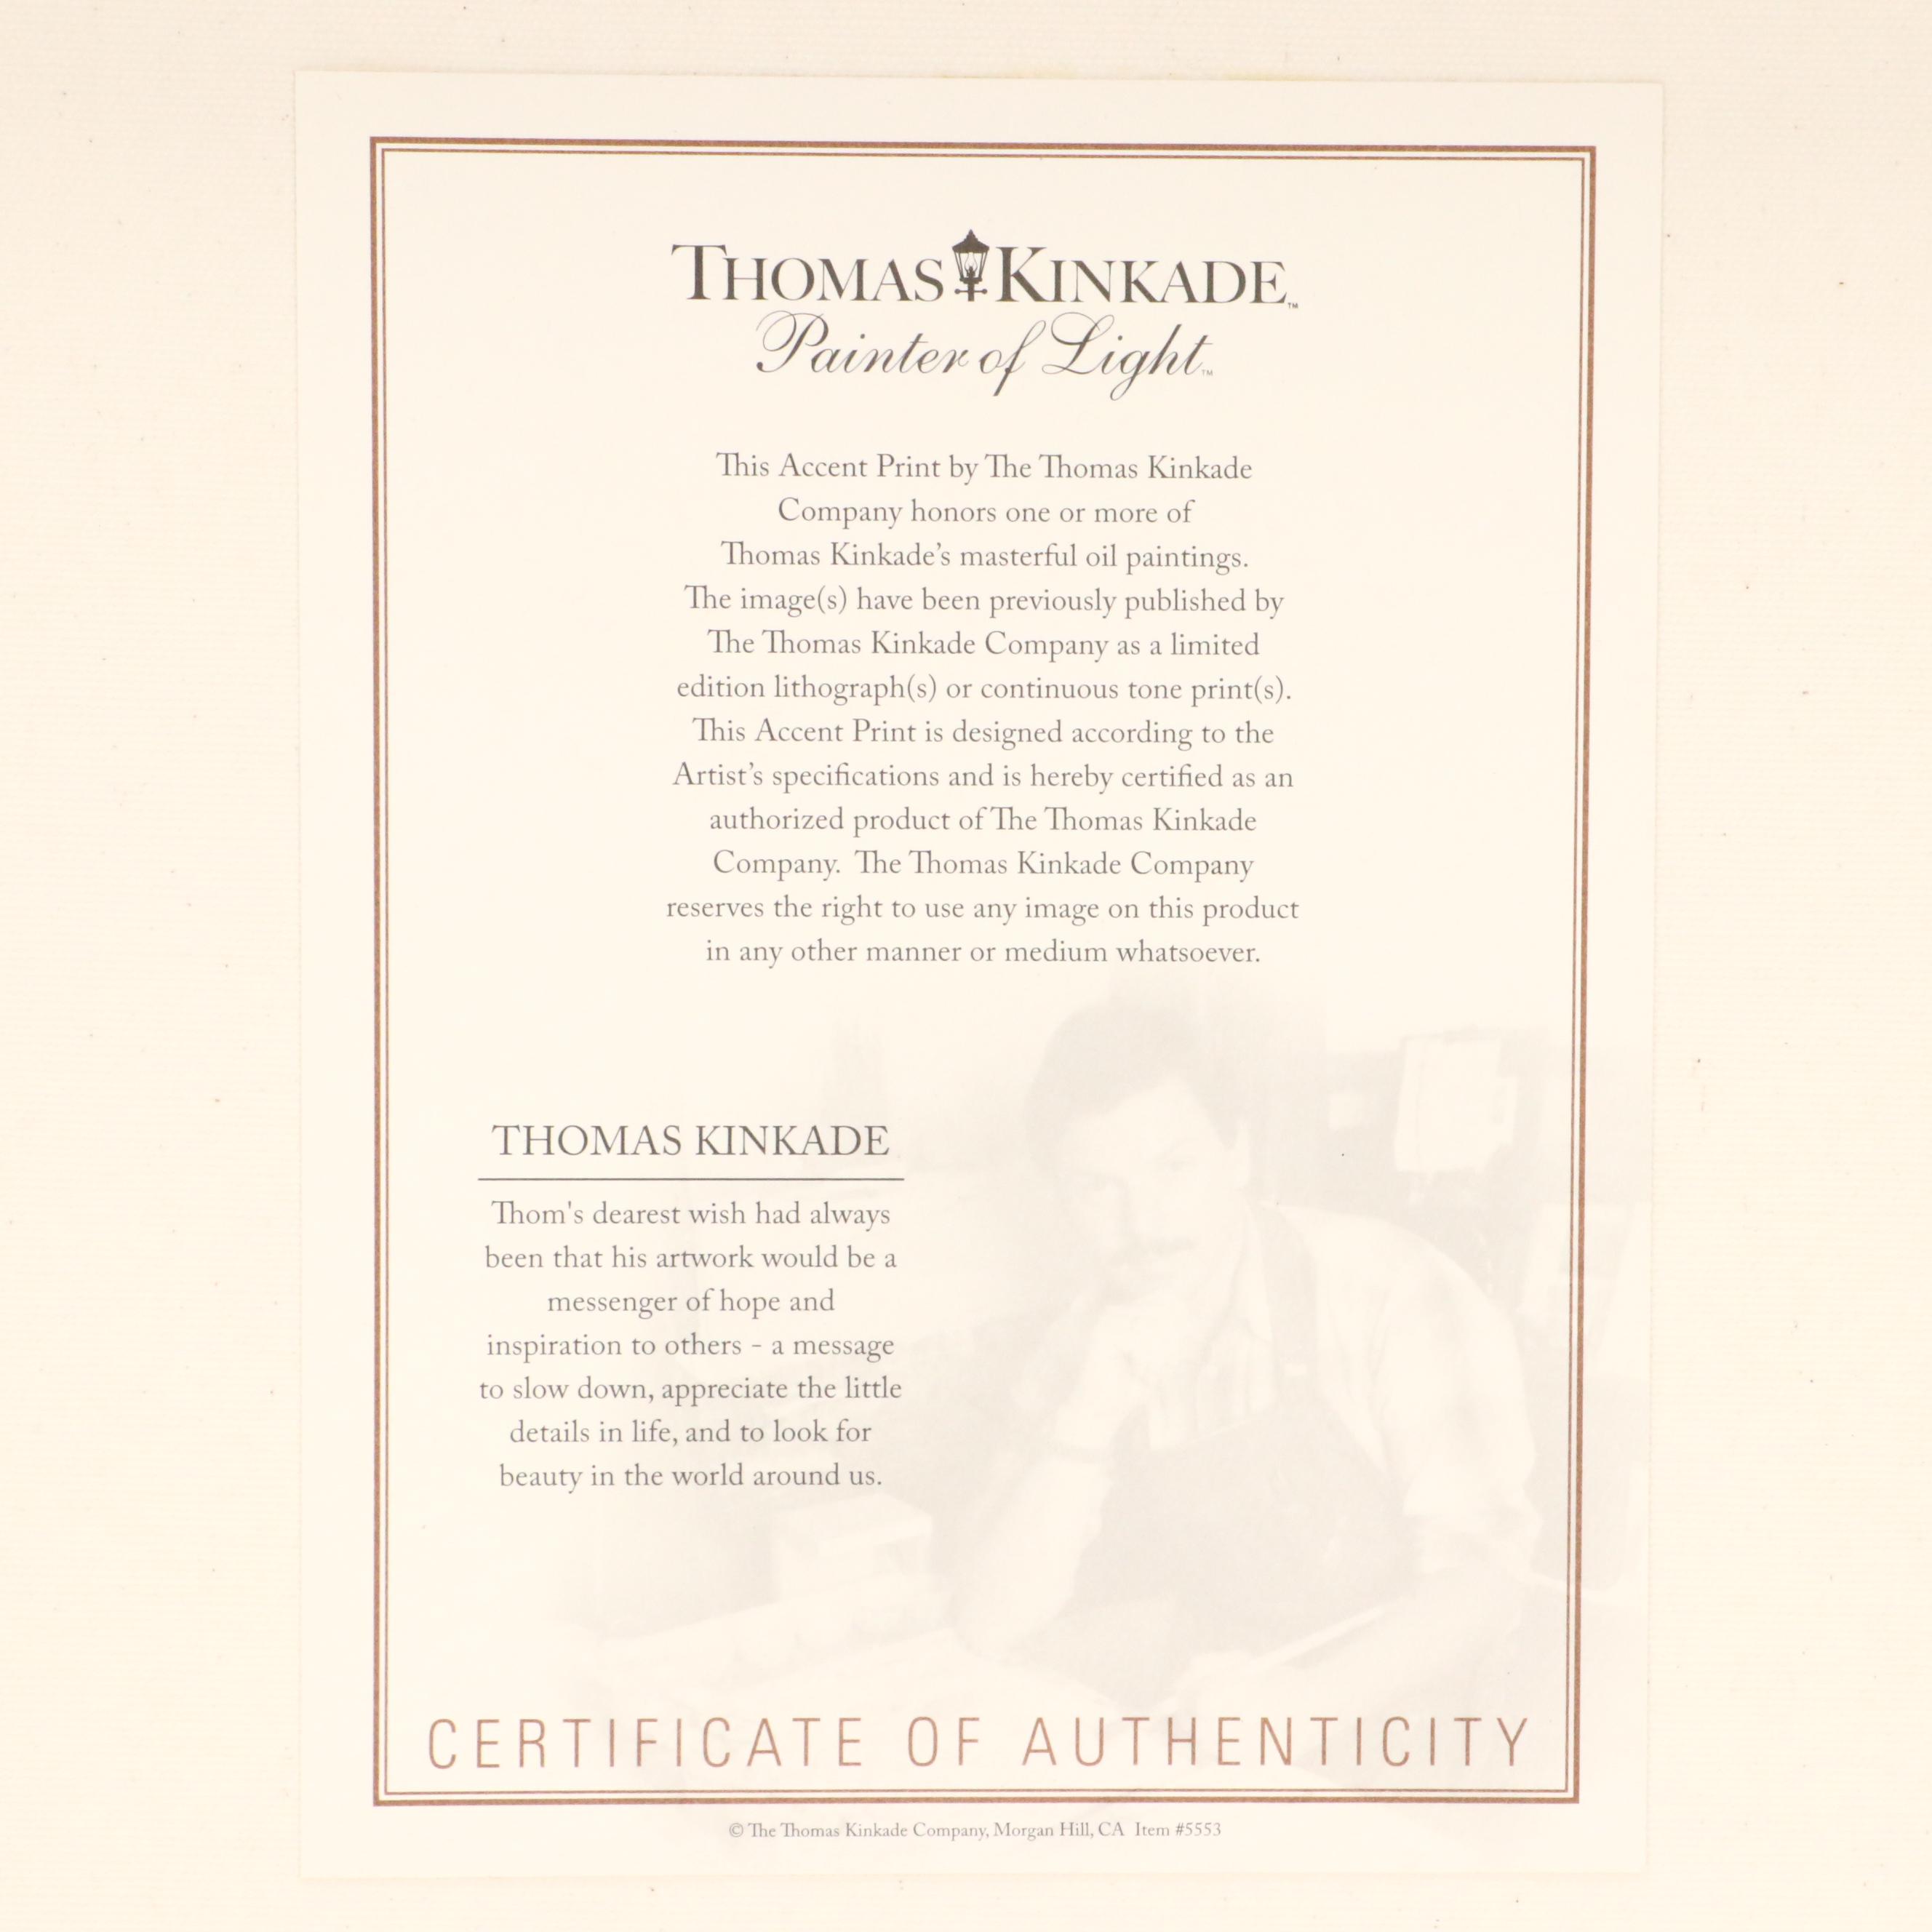 THOMAS KINKADE™
Painter of Light™
This Accent Print by The Thomas Kinkade
Company honors one or more of
Thomas Kinkade’s masterful oil paintings.
The image(s) have been previously published by
The Thomas Kinkade Company as a limited
edition lithograph(s) or continuous tone print(s).
This Accent Print is designed according to the
Artist’s specifications and is hereby certified as an
authorized product of The Thomas Kinkade
Company. The Thomas Kinkade Company
reserves the right to use any image on this product
in any other manner or medium whatsoever.
THOMAS KINKADE
Thom's dearest wish had always
been that his artwork would be a
messenger of hope and
inspiration to others - a message
to slow down, appreciate the little
details in life, and to look for
beauty in the world around us.
CERTIFICATE OF AUTHENTICITY
© The Thomas Kinkade Company, Morgan Hill, CA Item #5553